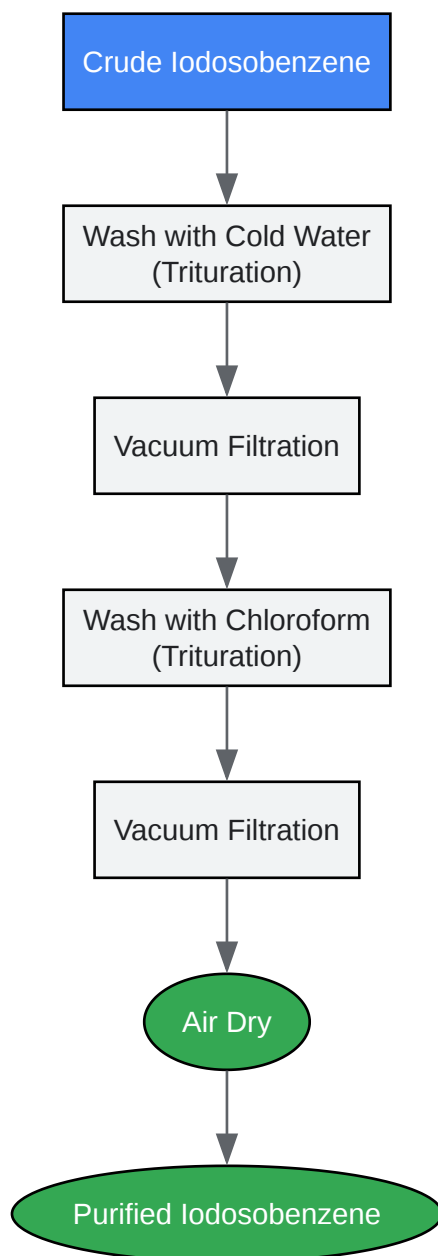 Crude Iodosobenzene
Wash with Cold Water
(Trituration)
Vacuum Filtration
Wash with Chloroform
(Trituration)
Vacuum Filtration
Air Dry
Purified Iodosobenzene